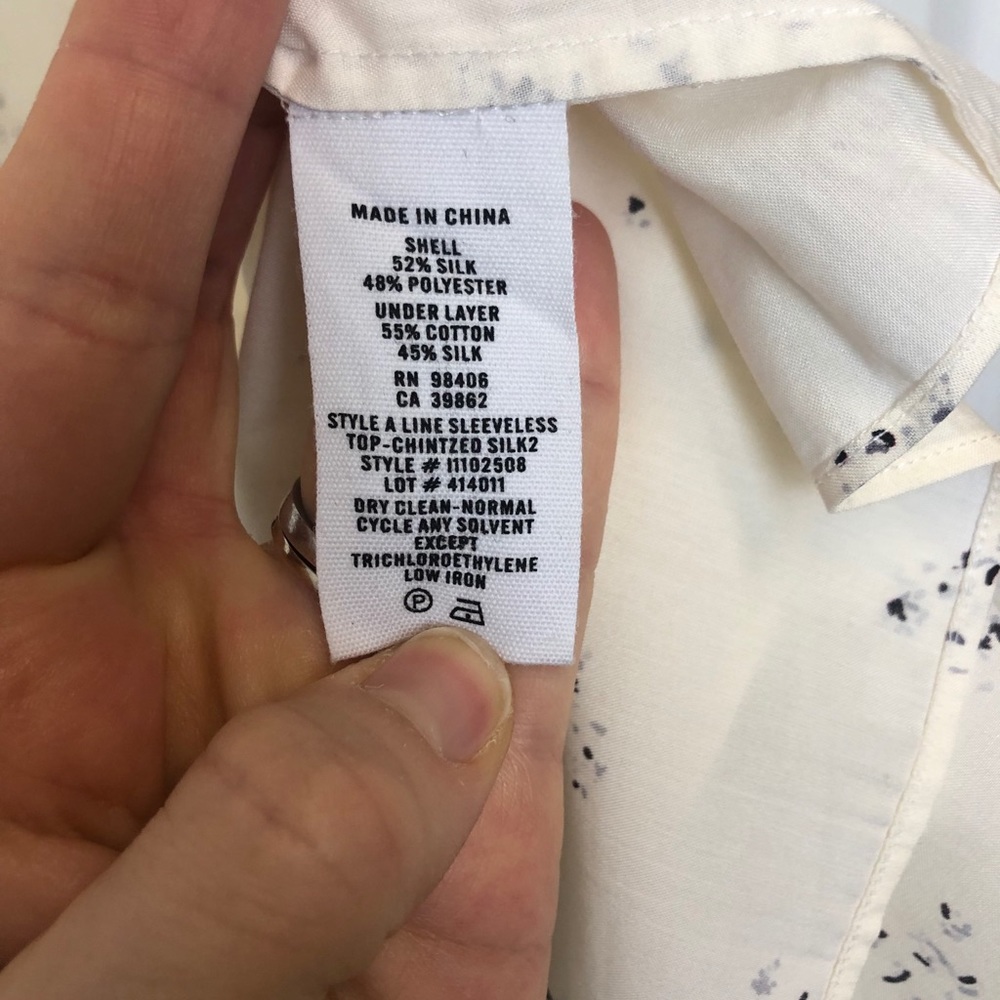 MADE IN CHINA
SHELL
52% SILK
48% POLYESTER
UNDER LAYER
55% COTTON
45% SILK
RN 98406
CA 39862
STYLE A LINE SLEEVELESS
TOP-CHINTZED SILK2
STYLE # 11102508
LOT # 414011
DRY CLEAN-NORMAL
CYCLE ANY SOLVENT
EXCEPT
TRICHLOROETHYLENE
LOW IRON
P